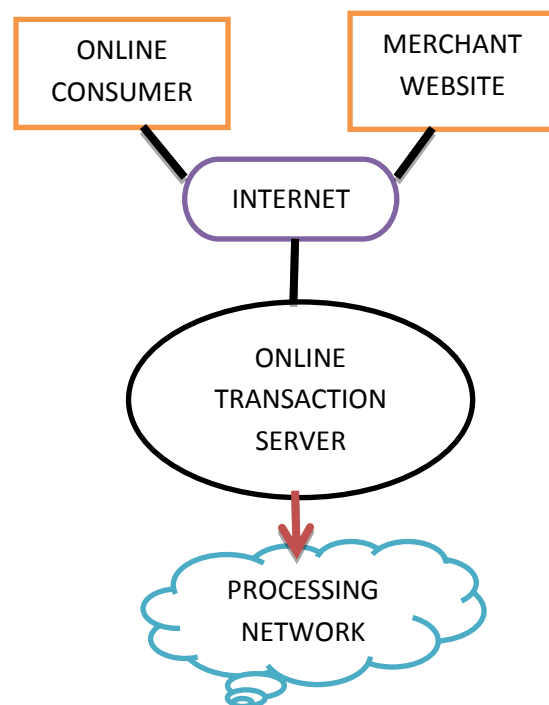 ONLINE
CONSUMER
MERCHANT
WEBSITE
INTERNET
ONLINE
TRANSACTION
SERVER
PROCESSING
NETWORK